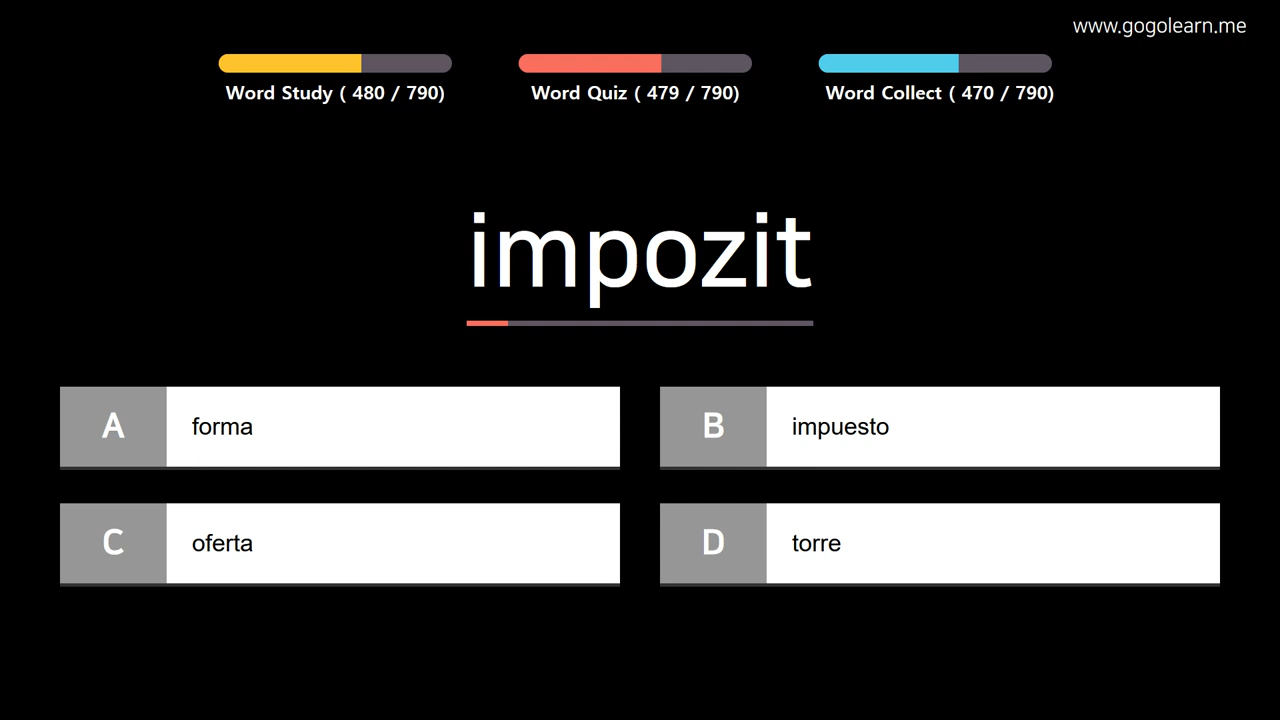 www.gogolearn.me
Word Study ( 480 / 790)
Word Quiz ( 479 / 790)
Word Collect ( 470 / 790)
impozit
A forma
B impuesto
C oferta
D torre